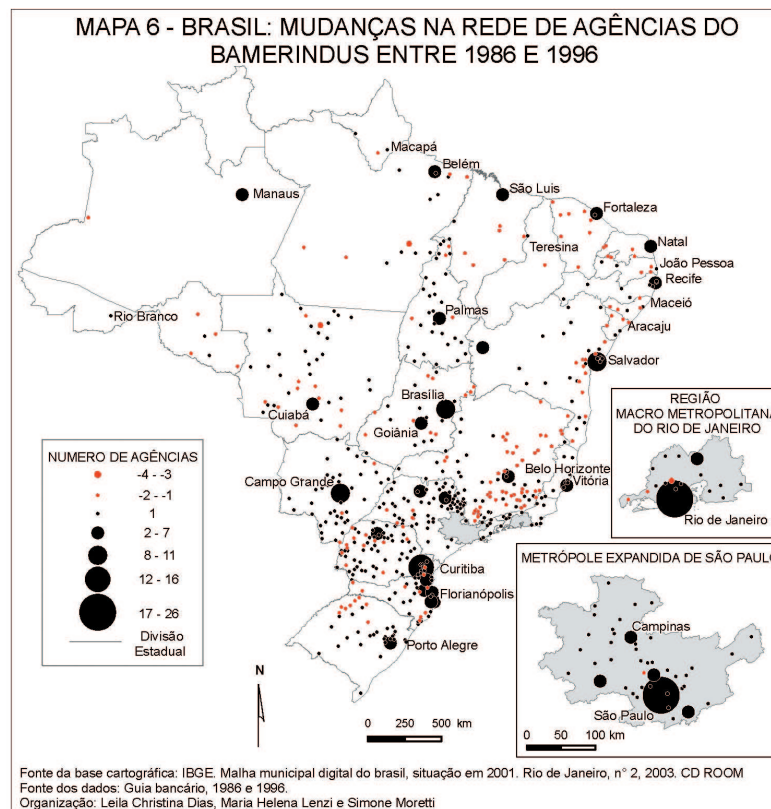 MAPA 6 - BRASIL: MUDANÇAS NA REDE DE AGÊNCIAS DO
BAMERINDUS ENTRE 1986 E 1996
Macapá
Belém
Manaus
São Luis
Fortaleza
Teresina
Natal
João Pessoa
Recife
Maceió
Aracaju
Rio Branco
Palmas
Salvador
Cuiabá
Brasília
Goiânia
Campo Grande
Belo Horizonte
Vitória
Curitiba
Florianópolis
Porto Alegre
NUMERO DE AGÊNCIAS
-4 - -3
-2 - -1
1
2 - 7
8 - 11
12 - 16
17 - 26
Divisão
Estadual
REGIÃO
MACRO METROPOLITANA
DO RIO DE JANEIRO
Rio de Janeiro
METRÓPOLE EXPANDIDA DE SÃO PAULO
Campinas
São Paulo
0 50 100
km
N
0 250 500 km
Fonte da base cartográfica: IBGE. Malha municipal digital do brasil, situação em 2001. Rio de Janeiro, n° 2, 2003. CD ROOM
Fonte dos dados: Guia bancário, 1986 e 1996.
Organização: Leila Christina Dias, Maria Helena Lenzi e Simone Moretti